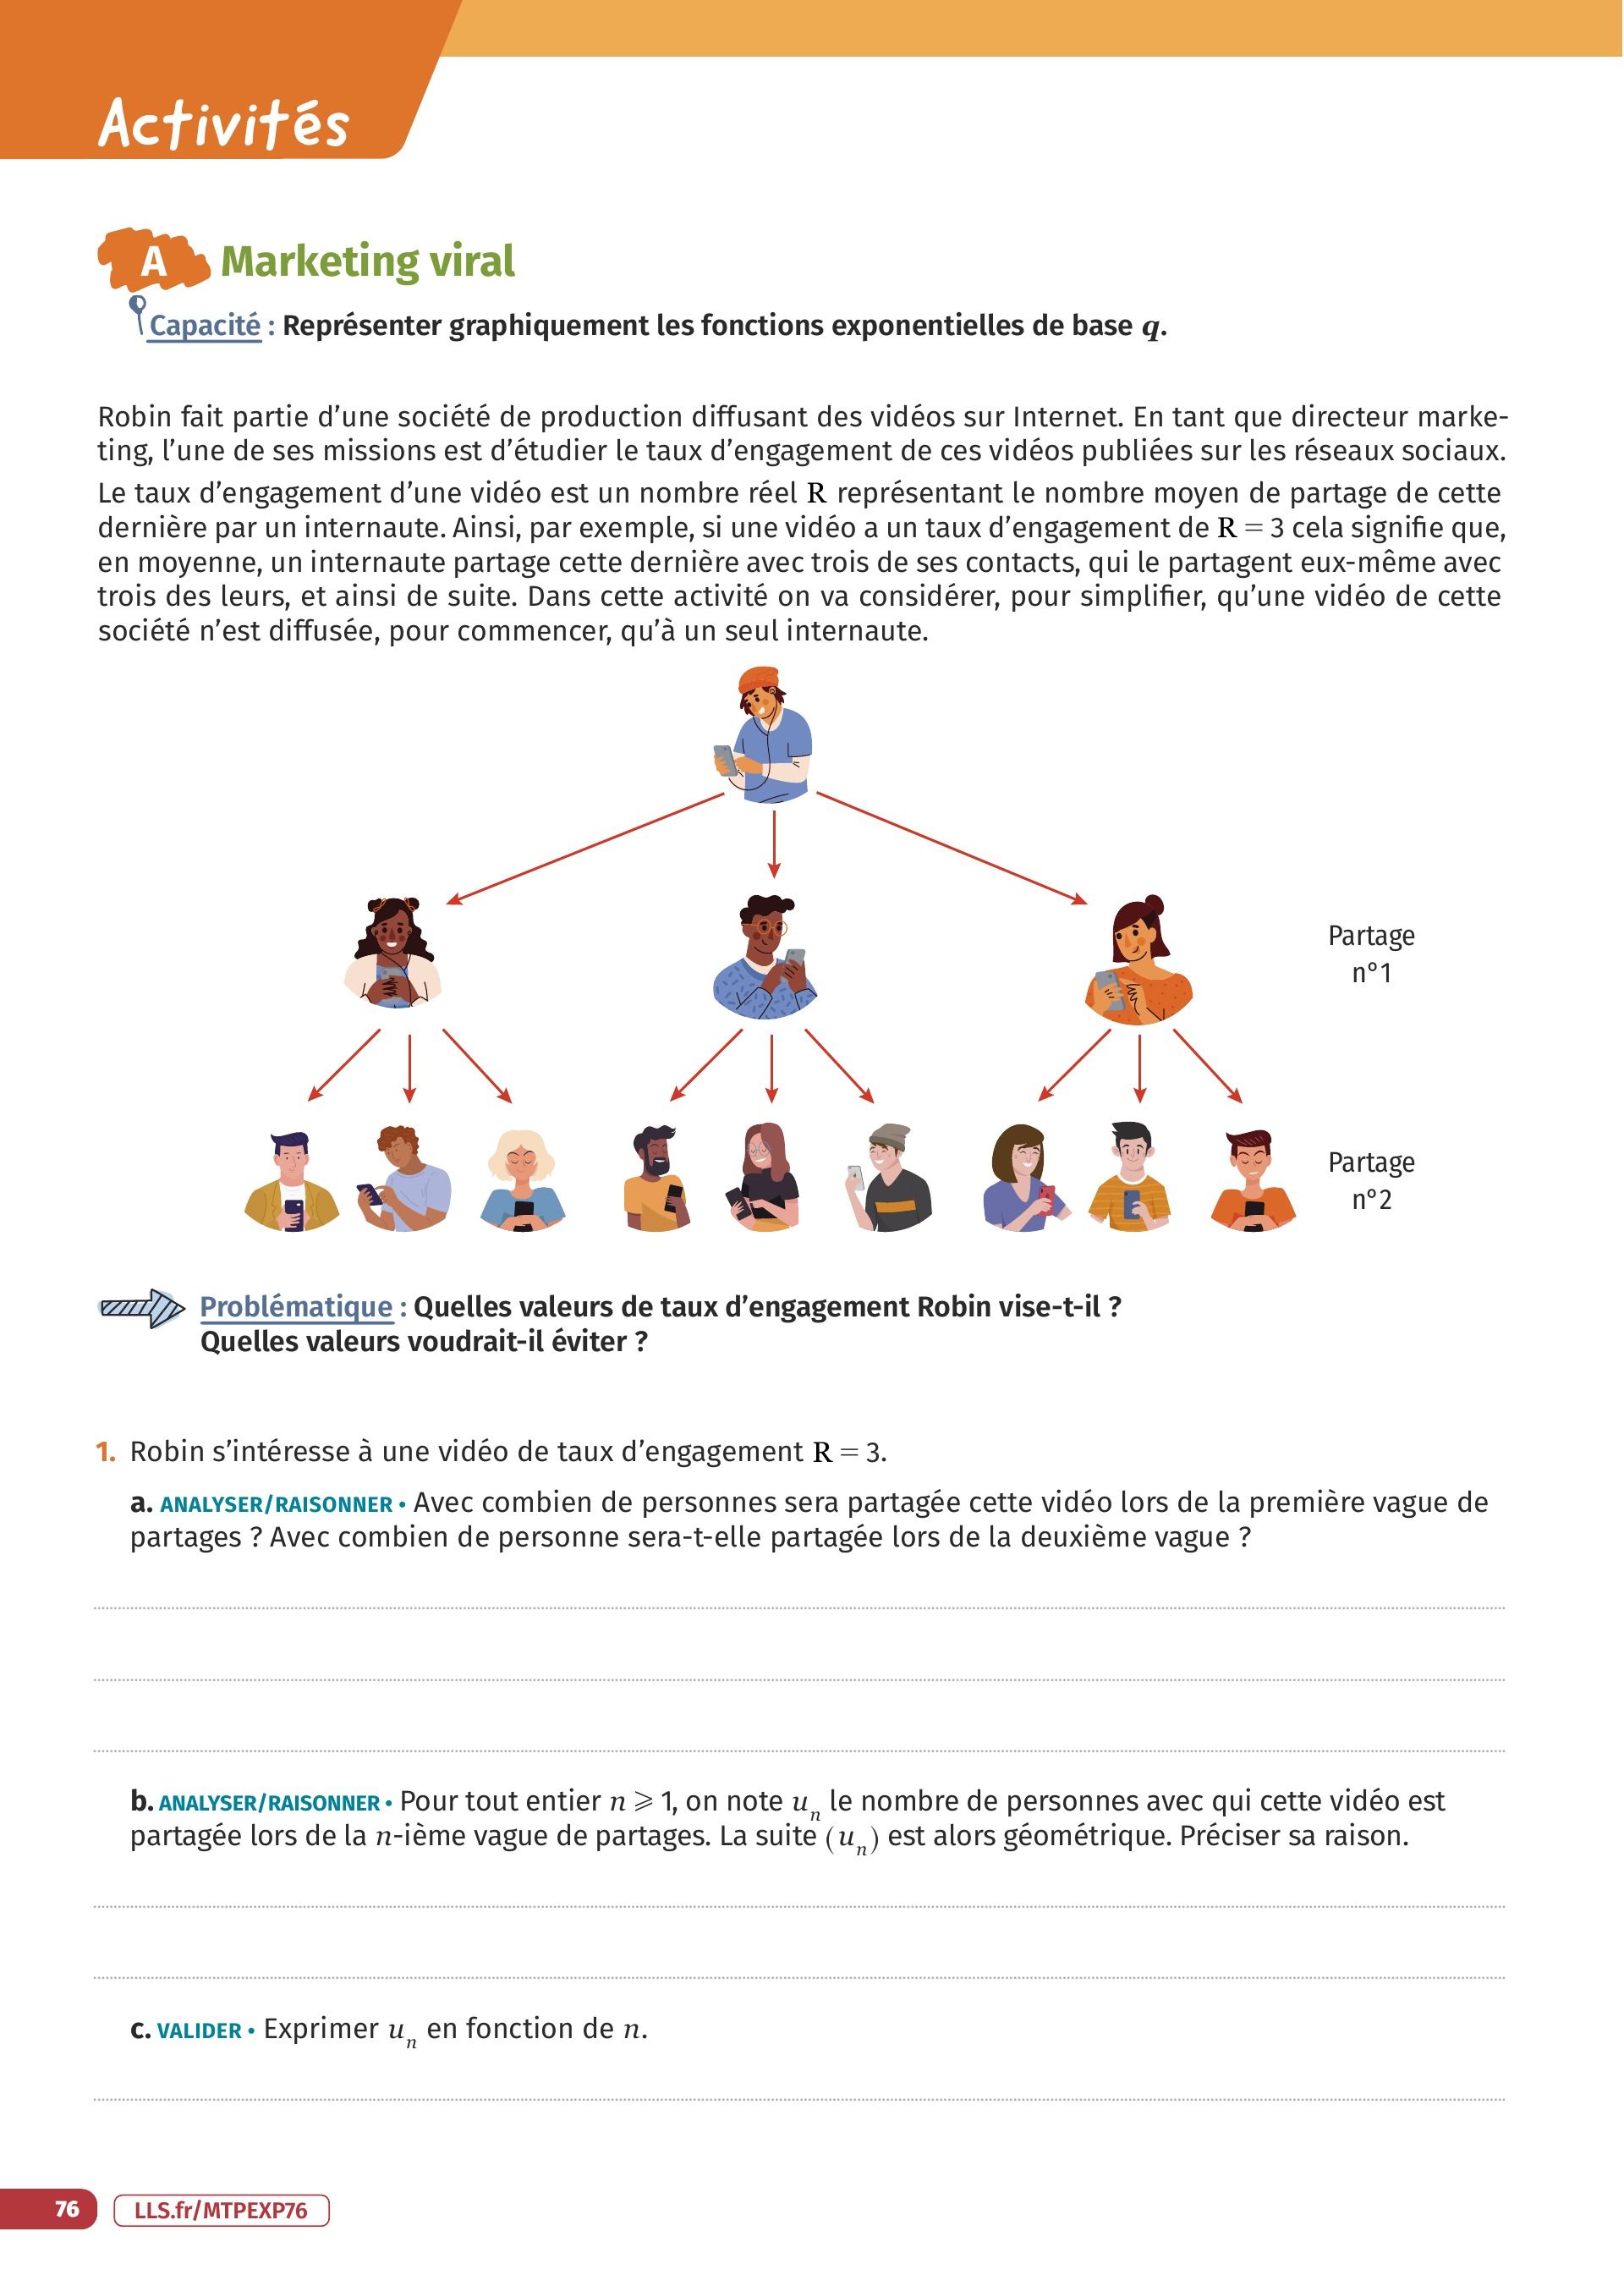 Activités
A Marketing viral
Capacité : Représenter graphiquement les fonctions exponentielles de base q.
Robin fait partie d’une société de production diffusant des vidéos sur Internet. En tant que directeur marke-
ting, l’une de ses missions est d’étudier le taux d’engagement de ces vidéos publiées sur les réseaux sociaux.
Le taux d’engagement d’une vidéo est un nombre réel R représentant le nombre moyen de partage de cette
dernière par un internaute. Ainsi, par exemple, si une vidéo a un taux d’engagement de R = 3 cela signifie que,
en moyenne, un internaute partage cette dernière avec trois de ses contacts, qui le partagent eux-même avec
trois des leurs, et ainsi de suite. Dans cette activité on va considérer, pour simplifier, qu’une vidéo de cette
société n’est diffusée, pour commencer, qu’à un seul internaute.
Partage
n°1
Partage
n°2
Problématique : Quelles valeurs de taux d’engagement Robin vise-t-il ?
Quelles valeurs voudrait-il éviter ?
1. Robin s’intéresse à une vidéo de taux d’engagement R = 3.
a. ANALYSER/RAISONNER • Avec combien de personnes sera partagée cette vidéo lors de la première vague de
partages ? Avec combien de personne sera-t-elle partagée lors de la deuxième vague ?
b. ANALYSER/RAISONNER • Pour tout entier n ⩾ 1, on note u_n le nombre de personnes avec qui cette vidéo est
partagée lors de la n-ième vague de partages. La suite (u_n) est alors géométrique. Préciser sa raison.
c. VALIDER • Exprimer u_n en fonction de n.
76 LLS.fr/MTPEXP76